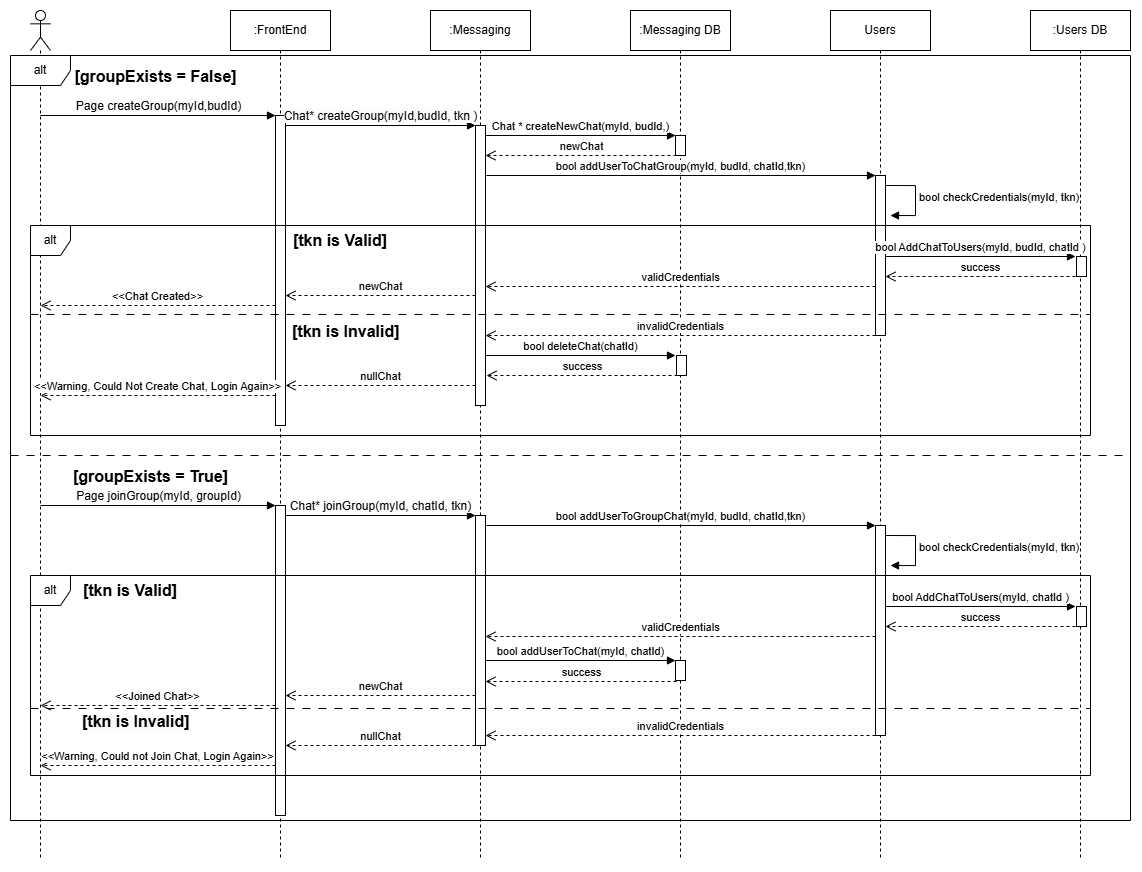 :FrontEnd
:Messaging
:Messaging DB
Users
:Users DB
alt
[groupExists = False]
Page createGroup(myId,budId)
Chat* createGroup(myId,budId, tkn )
Chat * createNewChat(myId, budId,)
newChat
bool addUserToChatGroup(myId, budId, chatId,tkn)
bool checkCredentials(myId, tkn)
alt
[tkn is Valid]
bool AddChatToUsers(myId, budId, chatId )
success
validCredentials
newChat
<<Chat Created>>
[tkn is Invalid]
invalidCredentials
bool deleteChat(chatId)
success
nullChat
<<Warning, Could Not Create Chat, Login Again>>
[groupExists = True]
Page joinGroup(myId, groupId)
Chat* joinGroup(myId, chatId, tkn)
bool addUserToGroupChat(myId, budId, chatId,tkn)
bool checkCredentials(myId, tkn)
alt
[tkn is Valid]
bool AddChatToUsers(myId, chatId )
success
validCredentials
bool addUserToChat(myId, chatId)
success
newChat
<<Joined Chat>>
[tkn is Invalid]
invalidCredentials
nullChat
<<Warning, Could not Join Chat, Login Again>>